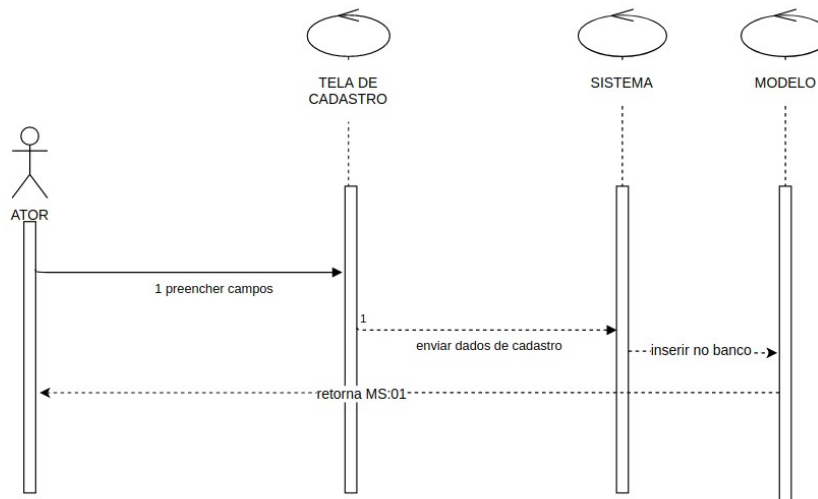 TELA DE
CADASTRO
SISTEMA
MODELO
ATOR
1 preencher campos
1
enviar dados de cadastro
inserir no banco
retorna MS:01